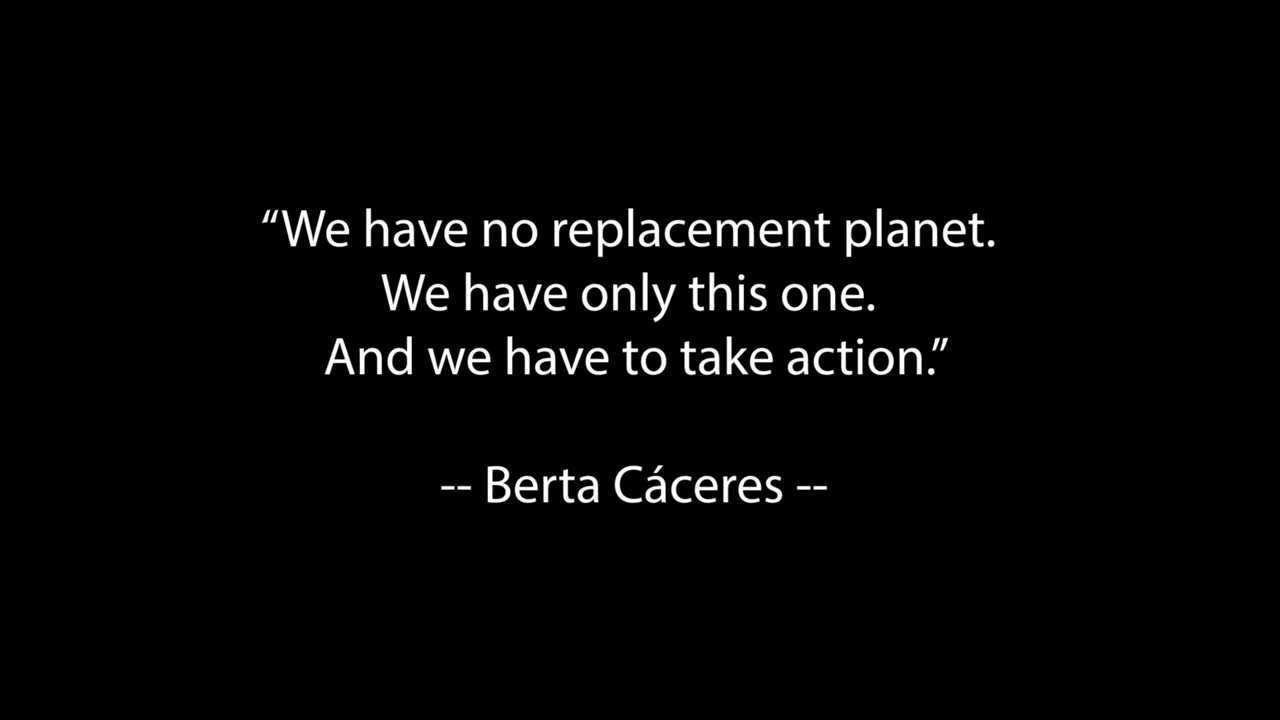 “We have no replacement planet.
We have only this one.
And we have to take action.”
-- Berta Cáceres --